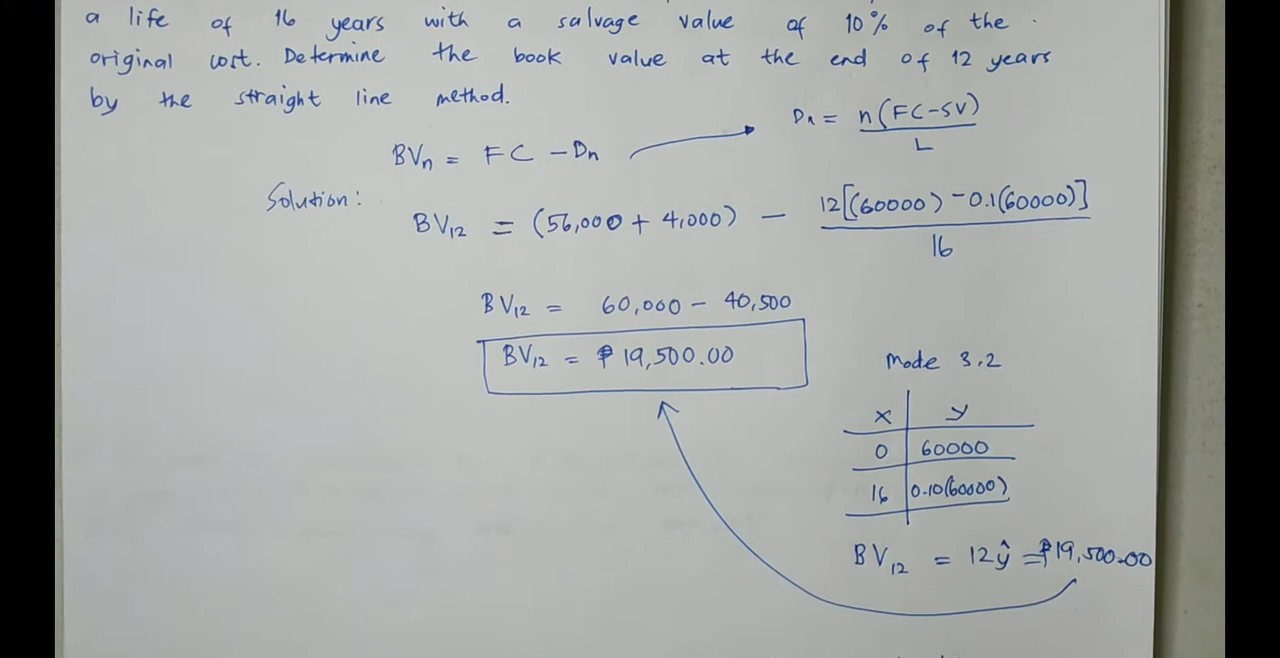 a life of 16 years with a salvage value of 10% of the
original cost. Determine the book value at the end of 12 years
by the straight line method.
Dn = n(FC-SV)
L
BVn = FC - Dn
Solution:
BV12 = (56,000 + 4,000) - 12[(60000) - 0.1(60000)]
16
BV12 = 60,000 - 40,500
BV12 = ₱ 19,500.00
Mode 3.2
x y
0 60000
16 0.10(60000)
BV12 = 12ŷ = ₱19,500.00